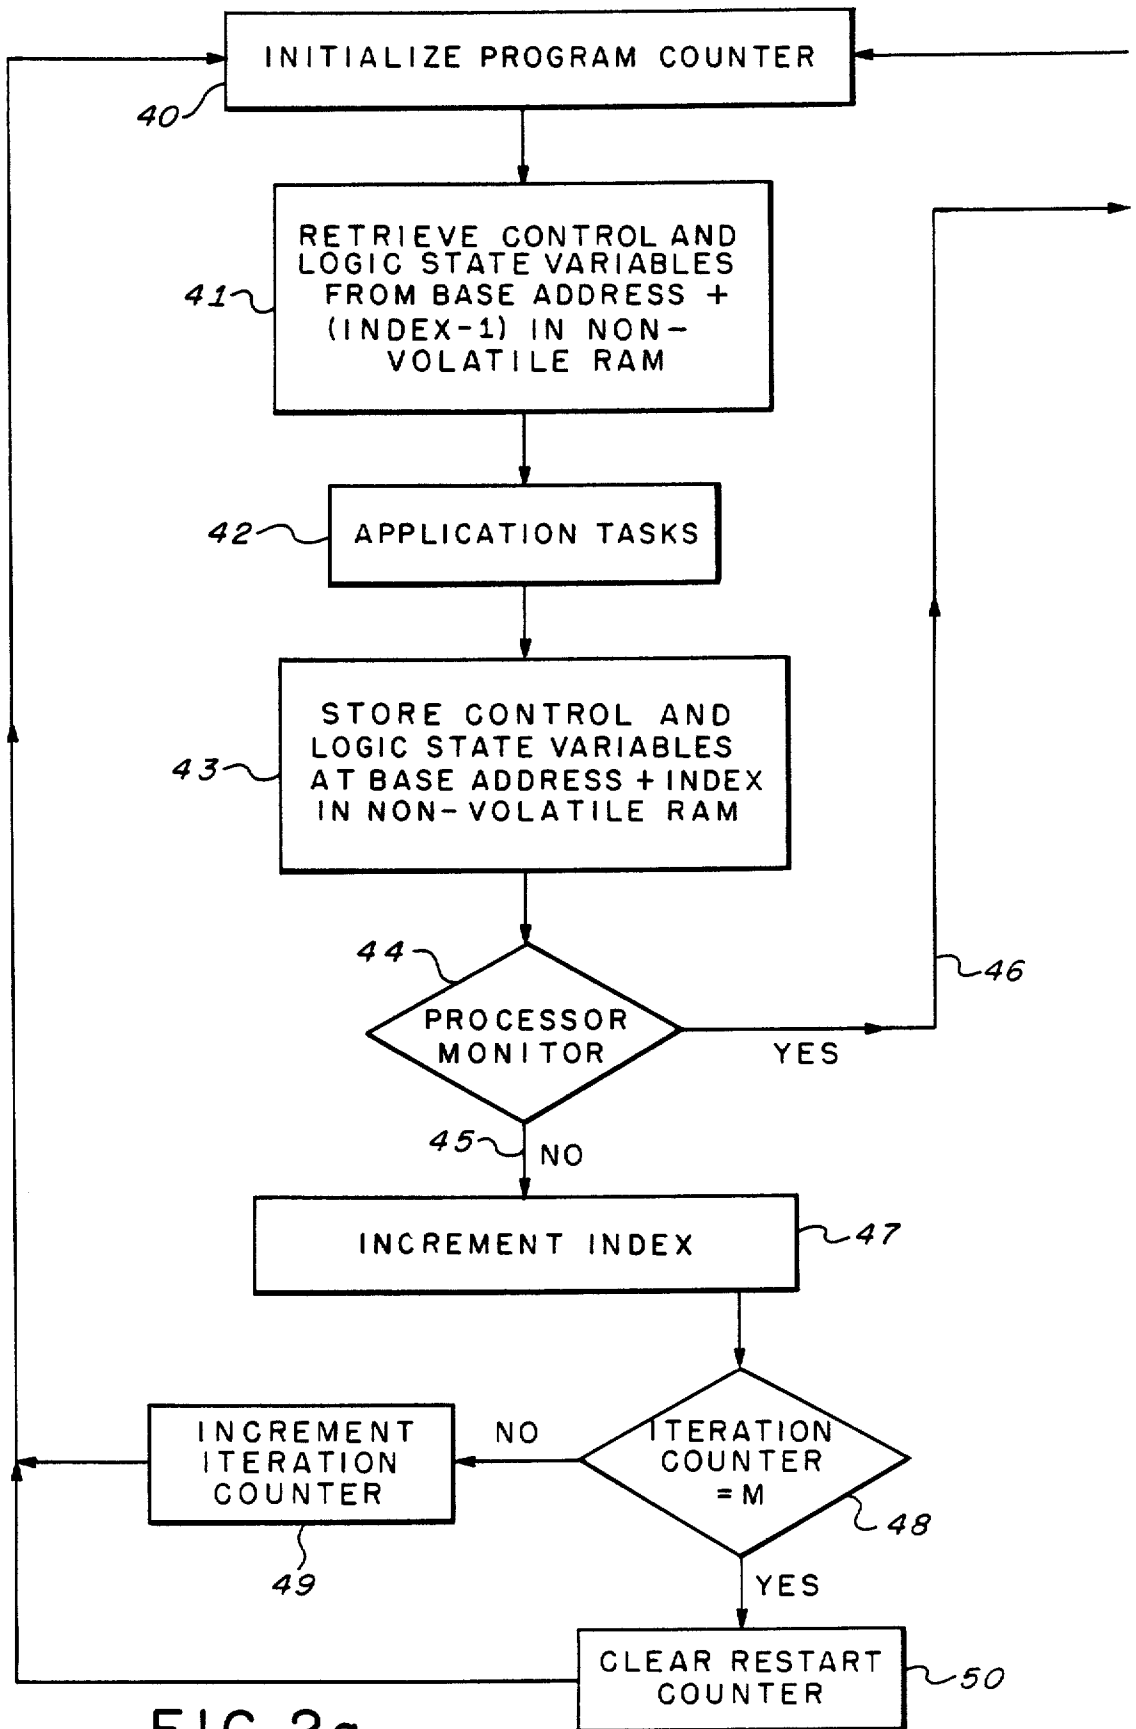 INITIALIZE PROGRAM COUNTER
40
RETRIEVE CONTROL AND
LOGIC STATE VARIABLES
FROM BASE ADDRESS +
(INDEX-1) IN NON-
VOLATILE RAM
41
APPLICATION TASKS
42
STORE CONTROL AND
LOGIC STATE VARIABLES
AT BASE ADDRESS + INDEX
IN NON-VOLATILE RAM
43
44
PROCESSOR
MONITOR
YES
46
45
NO
INCREMENT INDEX
47
ITERATION
COUNTER
= M
48
NO
INCREMENT
ITERATION
COUNTER
49
YES
CLEAR RESTART
COUNTER
50
FIG. 2a